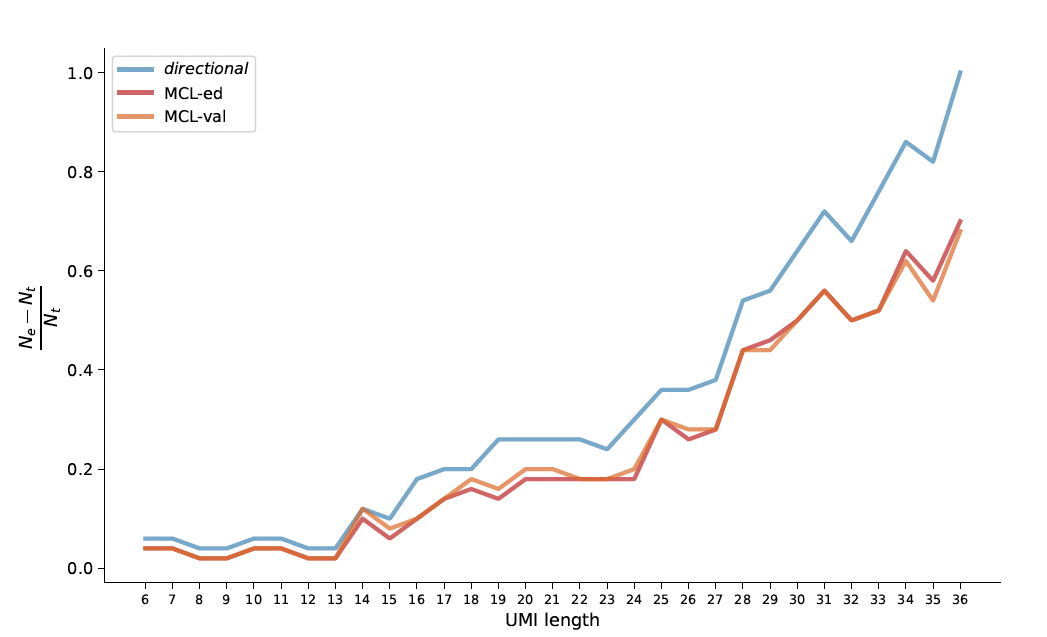 directional
MCL-ed
MCL-val
1.0
0.8
0.6
0.4
0.2
0.0
N_e − N_t
N_t
6 7 8 9 10 11 12 13 14 15 16 17 18 19 20 21 22 23 24 25 26 27 28 29 30 31 32 33 34 35 36
UMI length